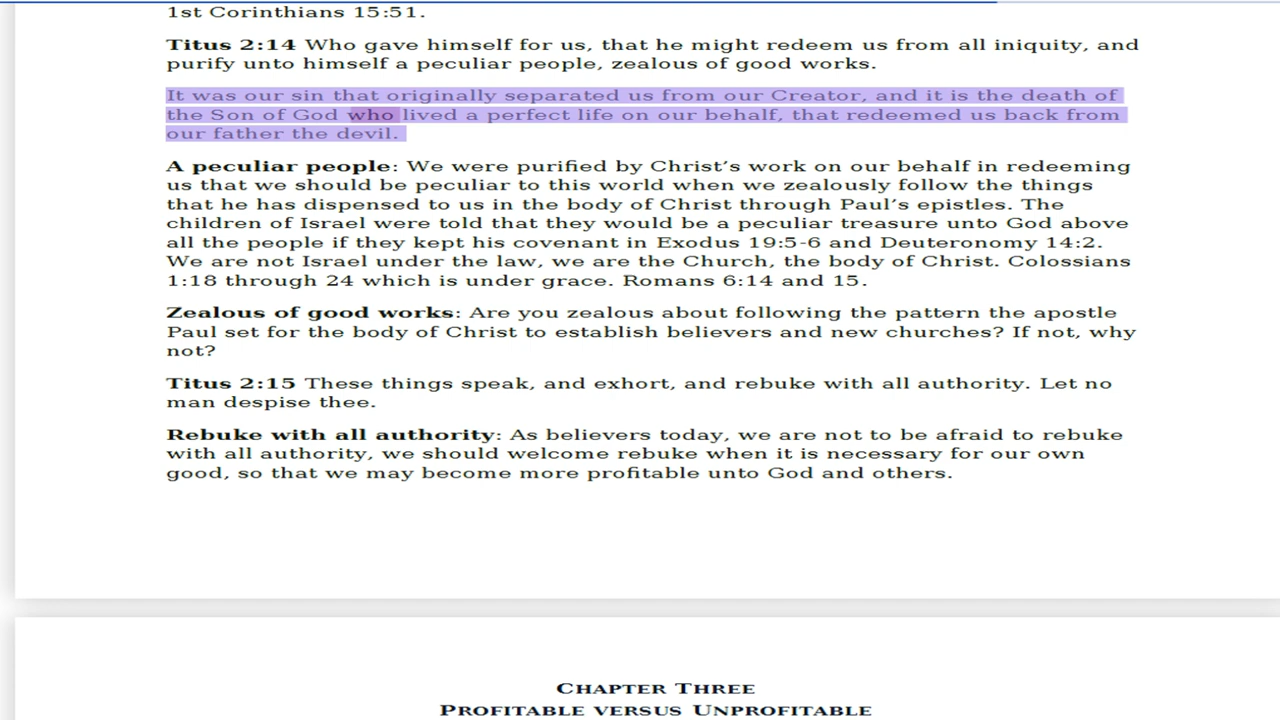 1st Corinthians 15:51.
Titus 2:14 Who gave himself for us, that he might redeem us from all iniquity, and
purify unto himself a peculiar people, zealous of good works.
It was our sin that originally separated us from our Creator, and it is the death of
the Son of God who lived a perfect life on our behalf, that redeemed us back from
our father the devil.
A peculiar people: We were purified by Christ’s work on our behalf in redeeming
us that we should be peculiar to this world when we zealously follow the things
that he has dispensed to us in the body of Christ through Paul’s epistles. The
children of Israel were told that they would be a peculiar treasure unto God above
all the people if they kept his covenant in Exodus 19:5-6 and Deuteronomy 14:2.
We are not Israel under the law, we are the Church, the body of Christ. Colossians
1:18 through 24 which is under grace. Romans 6:14 and 15.
Zealous of good works: Are you zealous about following the pattern the apostle
Paul set for the body of Christ to establish believers and new churches? If not, why
not?
Titus 2:15 These things speak, and exhort, and rebuke with all authority. Let no
man despise thee.
Rebuke with all authority: As believers today, we are not to be afraid to rebuke
with all authority, we should welcome rebuke when it is necessary for our own
good, so that we may become more profitable unto God and others.
CHAPTER THREE
PROFITABLE VERSUS UNPROFITABLE